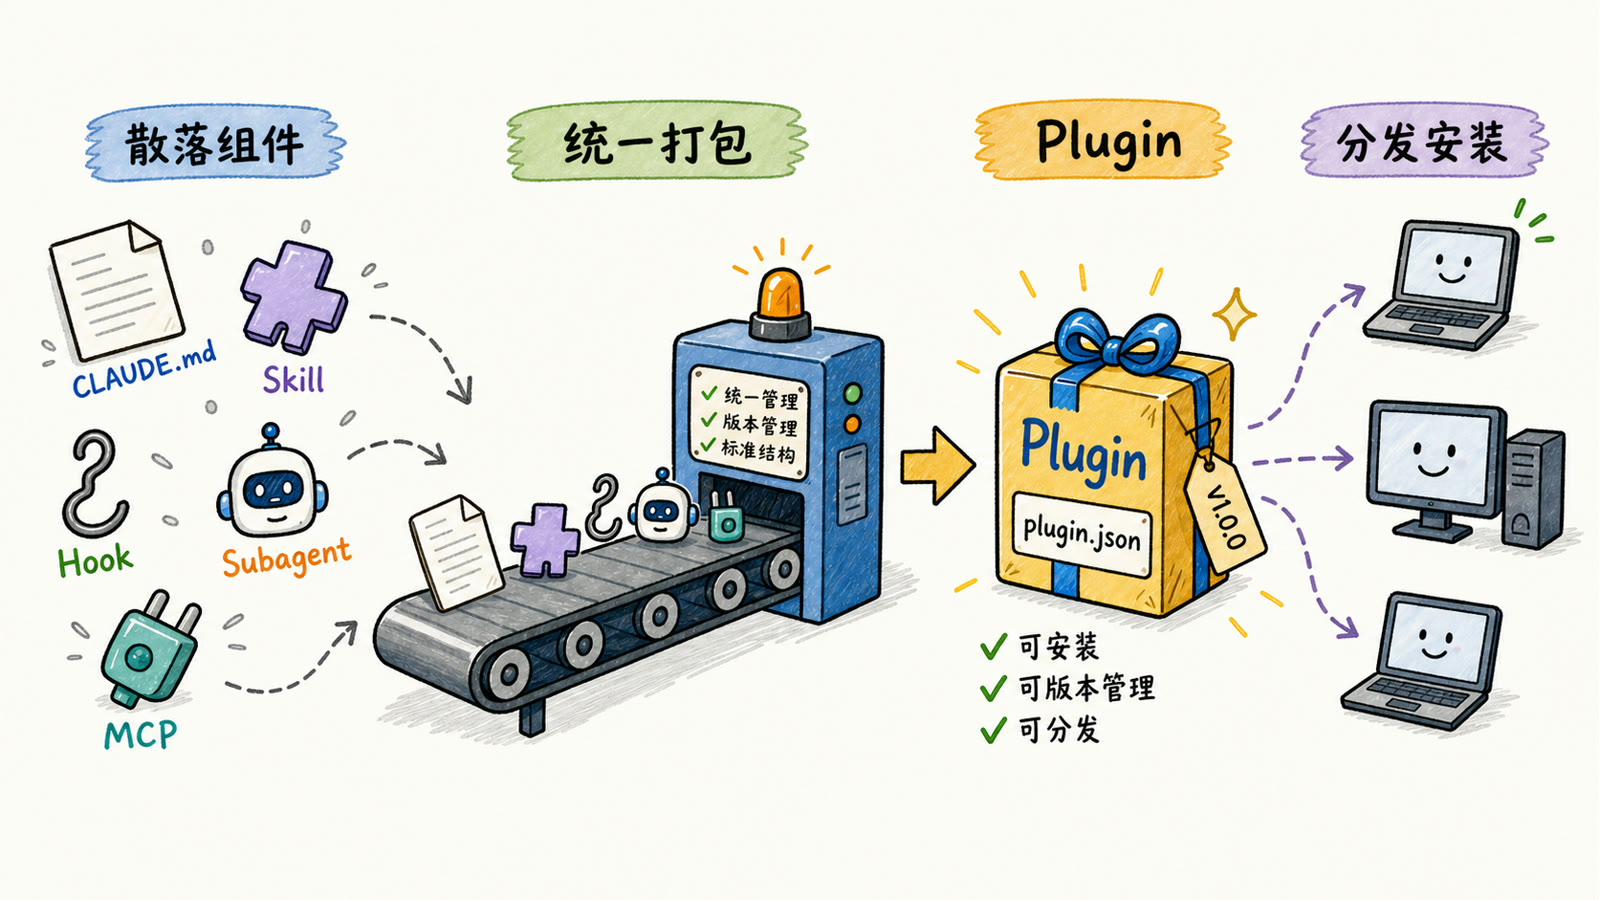 散落组件
统一打包
Plugin
分发安装
CLAUDE.md
Skill
Hook
Subagent
MCP
统一管理
版本管理
标准结构
Plugin
plugin.json
v1.0.0
可安装
可版本管理
可分发